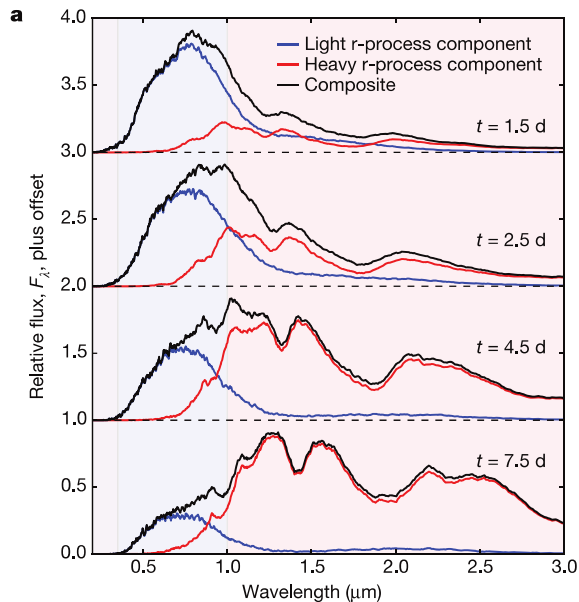 a
4.0
Light r-process component
Heavy r-process component
Composite
3.5
t = 1.5 d
3.0
2.5
t = 2.5 d
2.0
1.5
t = 4.5 d
1.0
0.5
t = 7.5 d
0.0
Relative flux, Fλ, plus offset
0.5 1.0 1.5 2.0 2.5 3.0
Wavelength (μm)